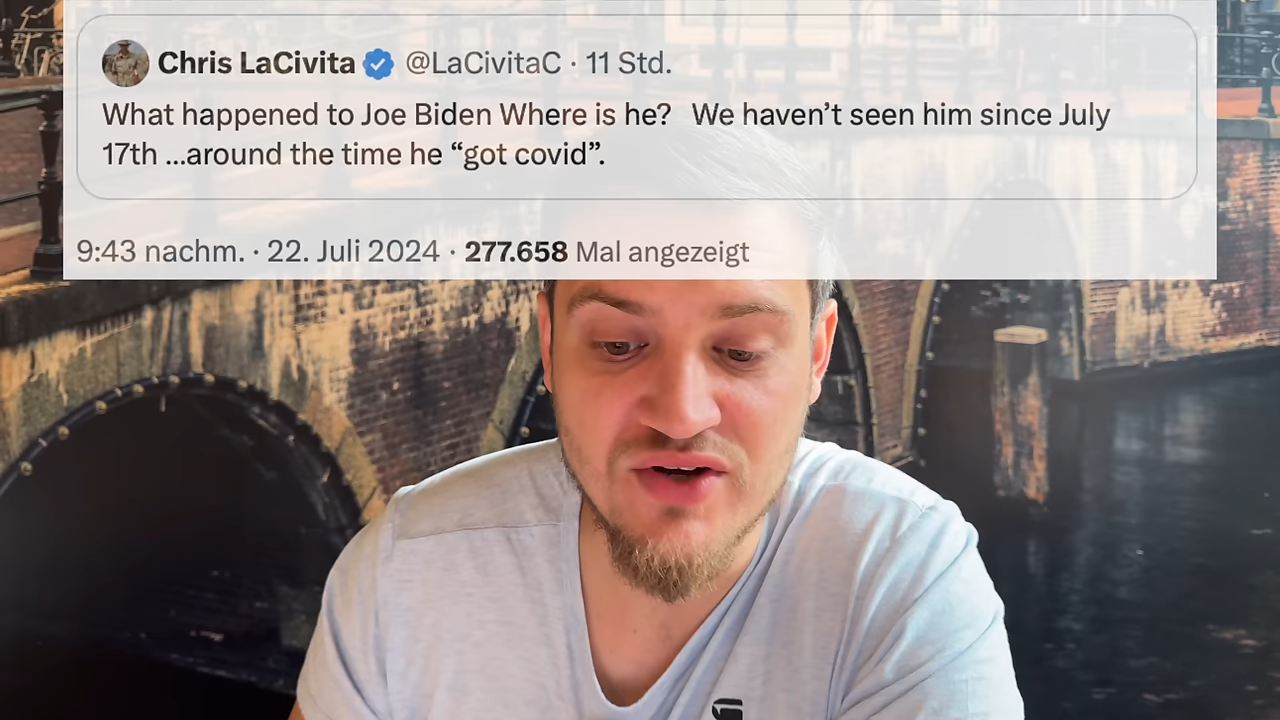 Chris LaCivita @LaCivitaC · 11 Std.
What happened to Joe Biden Where is he? We haven’t seen him since July
17th ...around the time he “got covid”.
9:43 nachm. · 22. Juli 2024 · 277.658 Mal angezeigt